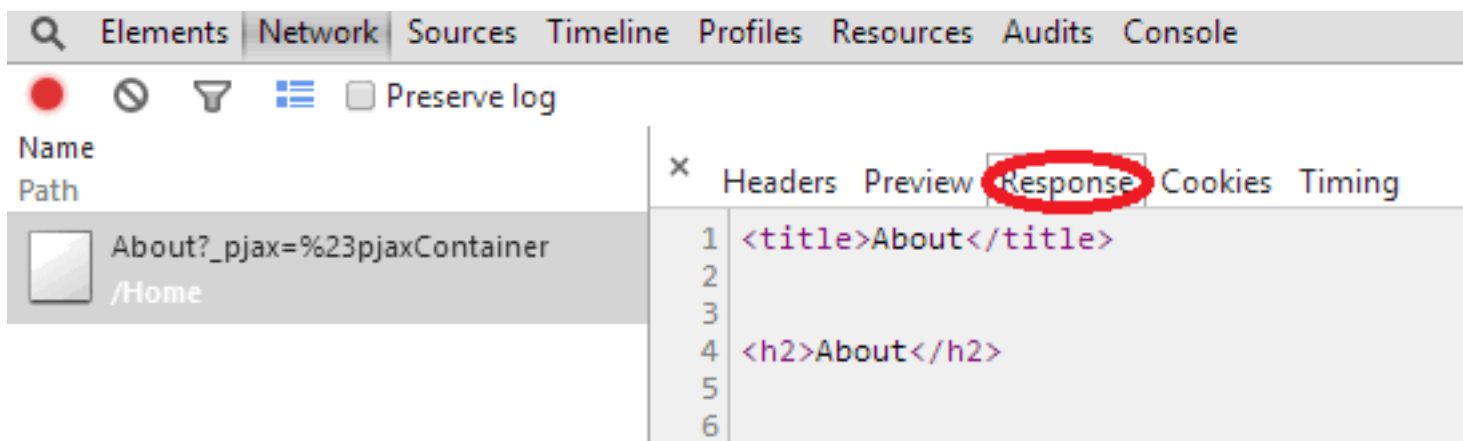 Elements Network Sources Timeline Profiles Resources Audits Console
Preserve log
Name
Path
About?_pjax=%23pjaxContainer
/Home
× Headers Preview Response Cookies Timing
1 <title>About</title>
2
3
4 <h2>About</h2>
5
6